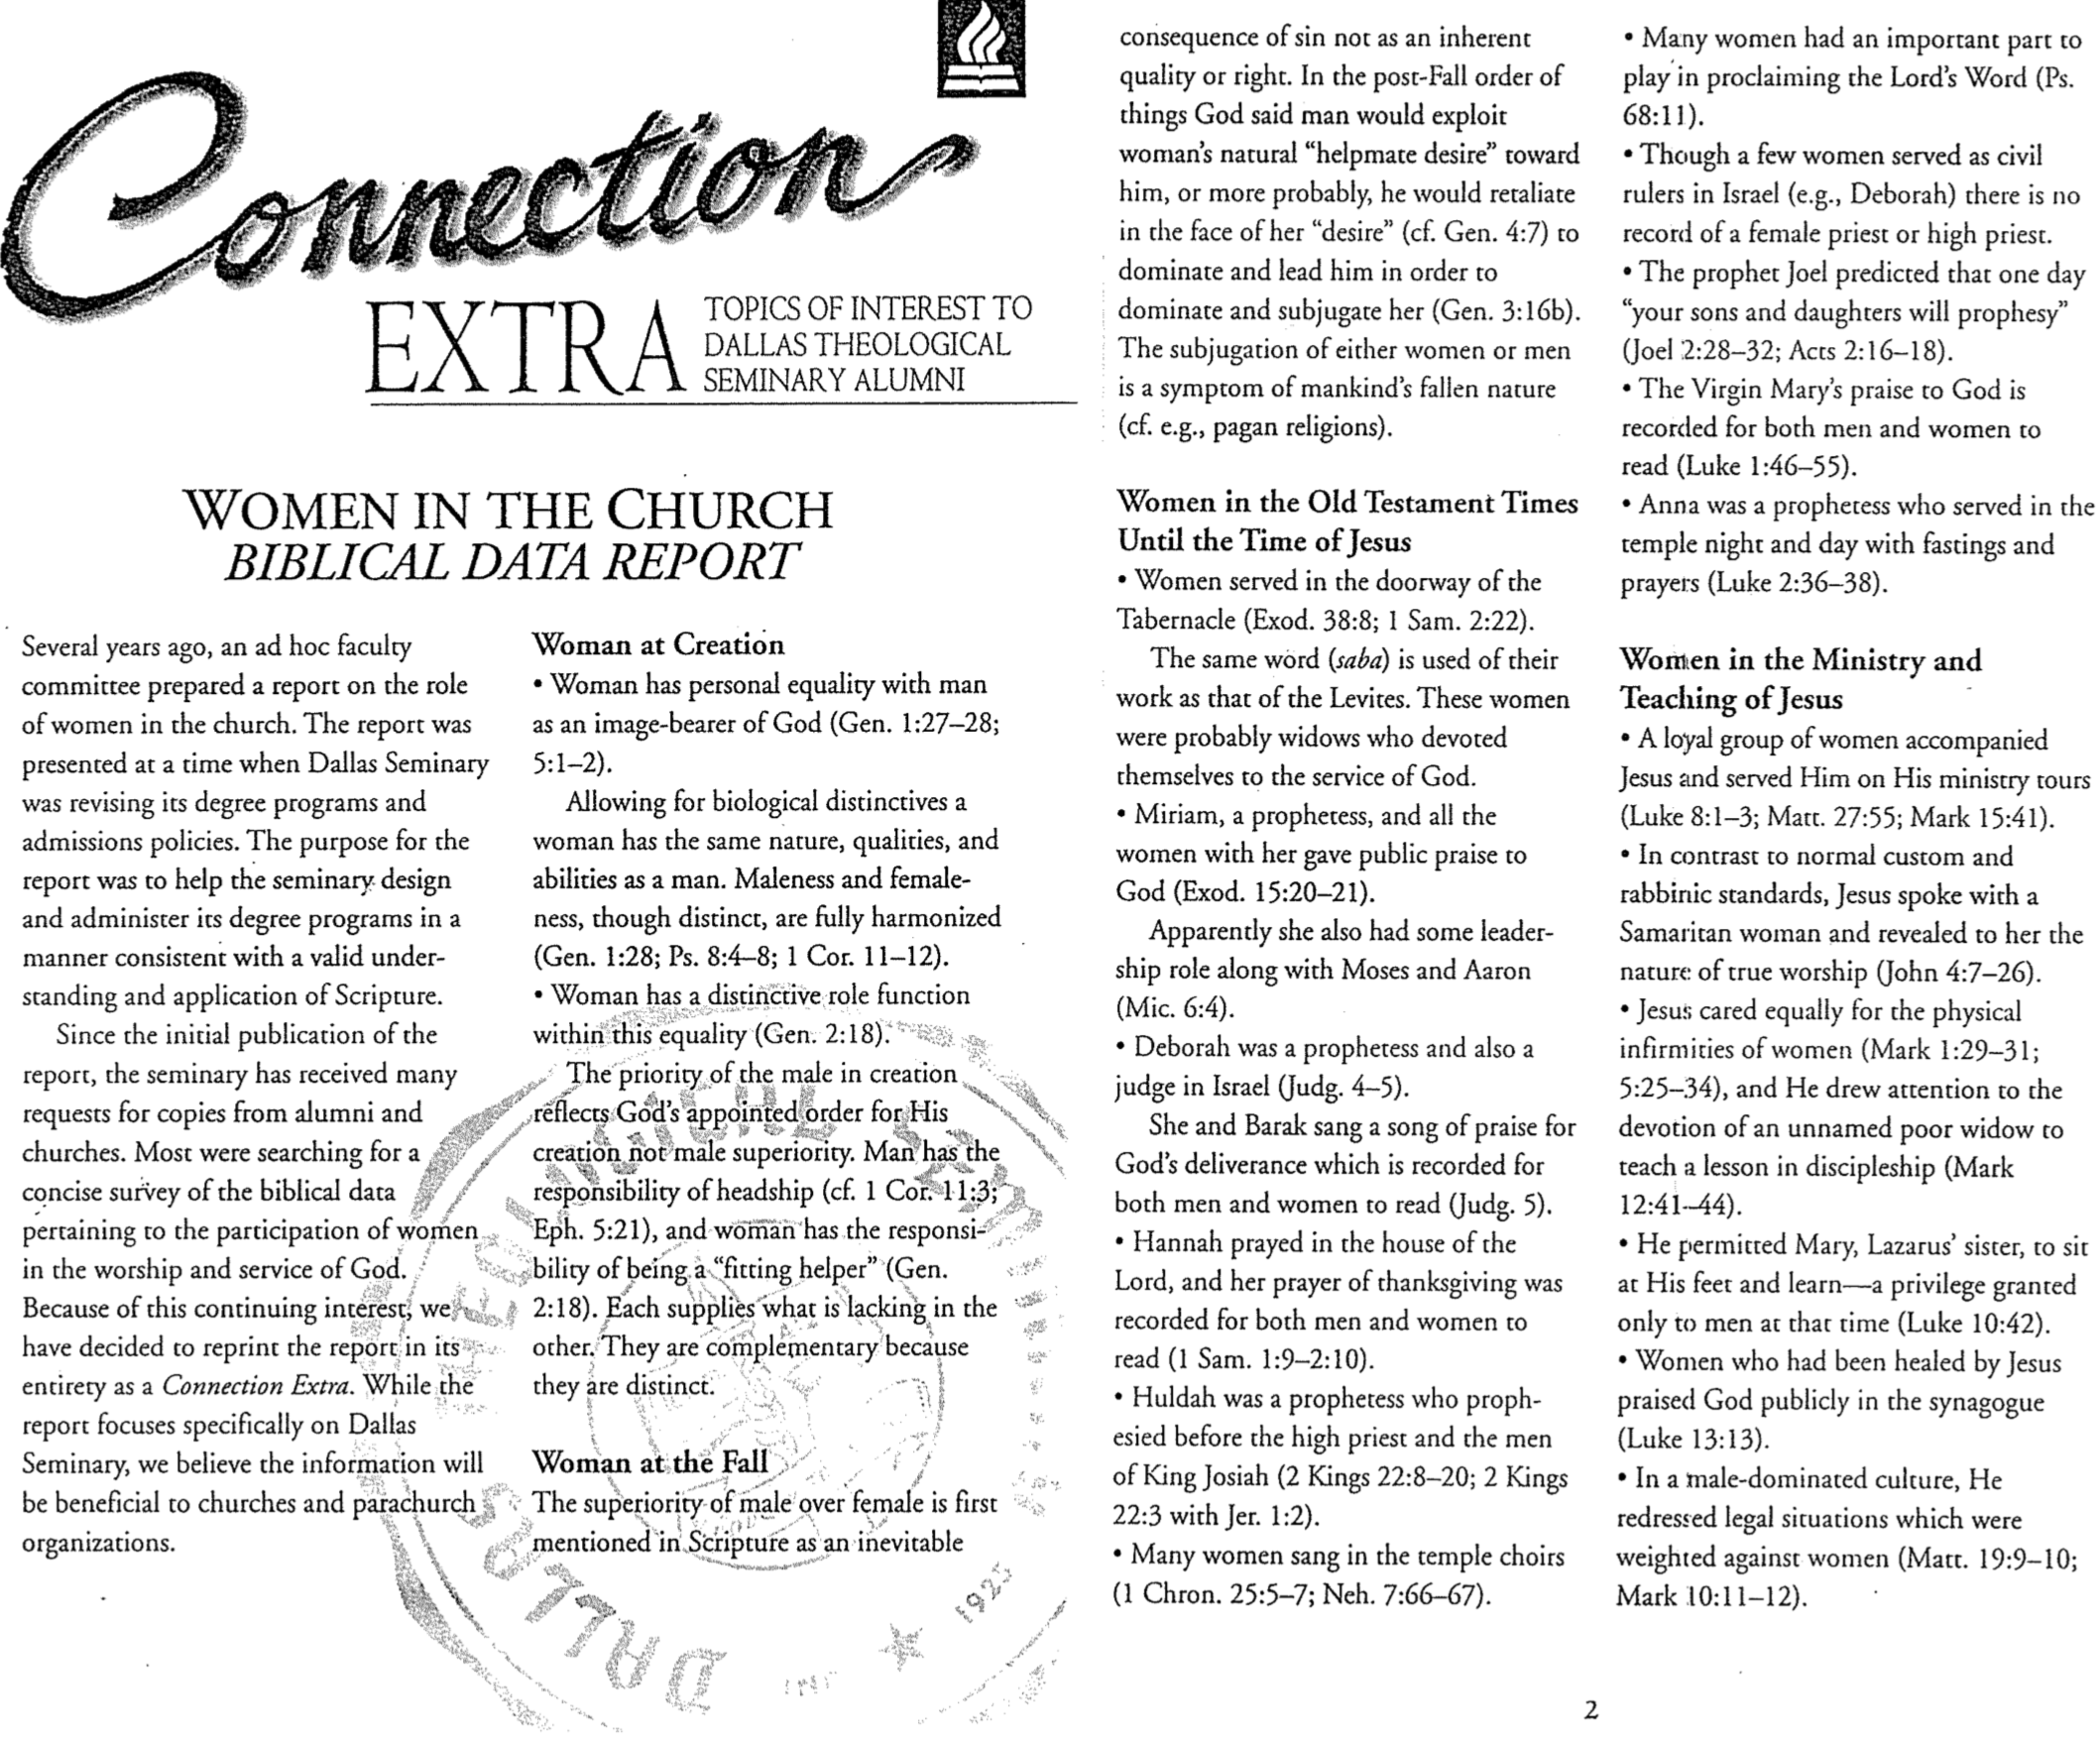 Connection
EXTRA
TOPICS OF INTEREST TO
DALLAS THEOLOGICAL
SEMINARY ALUMNI
WOMEN IN THE CHURCH
BIBLICAL DATA REPORT
Several years ago, an ad hoc faculty
committee prepared a report on the role
of women in the church. The report was
presented at a time when Dallas Seminary
was revising its degree programs and
admissions policies. The purpose for the
report was to help the seminary design
and administer its degree programs in a
manner consistent with a valid under-
standing and application of Scripture.
Since the initial publication of the
report, the seminary has received many
requests for copies from alumni and
churches. Most were searching for a
concise survey of the biblical data
pertaining to the participation of women
in the worship and service of God.
Because of this continuing interest, we
have decided to reprint the report in its
entirety as a Connection Extra. While the
report focuses specifically on Dallas
Seminary, we believe the information will
be beneficial to churches and parachurch
organizations.
Woman at Creation
• Woman has personal equality with man
as an image-bearer of God (Gen. 1:27–28;
5:1–2).
Allowing for biological distinctives a
woman has the same nature, qualities, and
abilities as a man. Maleness and female-
ness, though distinct, are fully harmonized
(Gen. 1:28; Ps. 8:4–8; 1 Cor. 11–12).
• Woman has a distinctive role function
within this equality (Gen. 2:18).
The priority of the male in creation
reflects God's appointed order for His
creation not male superiority. Man has the
responsibility of headship (cf. 1 Cor. 11:3;
Eph. 5:21), and woman has the responsi-
bility of being a “fitting helper” (Gen.
2:18). Each supplies what is lacking in the
other. They are complementary because
they are distinct.
Woman at the Fall
The superiority of male over female is first
mentioned in Scripture as an inevitable
THEOLOGICAL
DALLAS
1925
consequence of sin not as an inherent
quality or right. In the post-Fall order of
things God said man would exploit
woman's natural “helpmate desire” toward
him, or more probably, he would retaliate
in the face of her “desire” (cf. Gen. 4:7) to
dominate and lead him in order to
dominate and subjugate her (Gen. 3:16b).
The subjugation of either women or men
is a symptom of mankind's fallen nature
(cf. e.g., pagan religions).
Women in the Old Testament Times
Until the Time of Jesus
• Women served in the doorway of the
Tabernacle (Exod. 38:8; 1 Sam. 2:22).
The same word (saba) is used of their
work as that of the Levites. These women
were probably widows who devoted
themselves to the service of God.
• Miriam, a prophetess, and all the
women with her gave public praise to
God (Exod. 15:20–21).
Apparently she also had some leader-
ship role along with Moses and Aaron
(Mic. 6:4).
• Deborah was a prophetess and also a
judge in Israel (Judg. 4–5).
She and Barak sang a song of praise for
God's deliverance which is recorded for
both men and women to read (Judg. 5).
• Hannah prayed in the house of the
Lord, and her prayer of thanksgiving was
recorded for both men and women to
read (1 Sam. 1:9–2:10).
• Huldah was a prophetess who proph-
esied before the high priest and the men
of King Josiah (2 Kings 22:8–20; 2 Kings
22:3 with Jer. 1:2).
• Many women sang in the temple choirs
(1 Chron. 25:5–7; Neh. 7:66–67).
• Many women had an important part to
play in proclaiming the Lord's Word (Ps.
68:11).
• Though a few women served as civil
rulers in Israel (e.g., Deborah) there is no
record of a female priest or high priest.
• The prophet Joel predicted that one day
“your sons and daughters will prophesy”
(Joel 2:28–32; Acts 2:16–18).
• The Virgin Mary's praise to God is
recorded for both men and women to
read (Luke 1:46–55).
• Anna was a prophetess who served in the
temple night and day with fastings and
prayers (Luke 2:36–38).
Women in the Ministry and
Teaching of Jesus
• A loyal group of women accompanied
Jesus and served Him on His ministry tours
(Luke 8:1–3; Matt. 27:55; Mark 15:41).
• In contrast to normal custom and
rabbinic standards, Jesus spoke with a
Samaritan woman and revealed to her the
nature of true worship (John 4:7–26).
• Jesus cared equally for the physical
infirmities of women (Mark 1:29–31;
5:25–34), and He drew attention to the
devotion of an unnamed poor widow to
teach a lesson in discipleship (Mark
12:41–44).
• He permitted Mary, Lazarus' sister, to sit
at His feet and learn—a privilege granted
only to men at that time (Luke 10:42).
• Women who had been healed by Jesus
praised God publicly in the synagogue
(Luke 13:13).
• In a male-dominated culture, He
redressed legal situations which were
weighted against women (Matt. 19:9–10;
Mark 10:11–12).
2